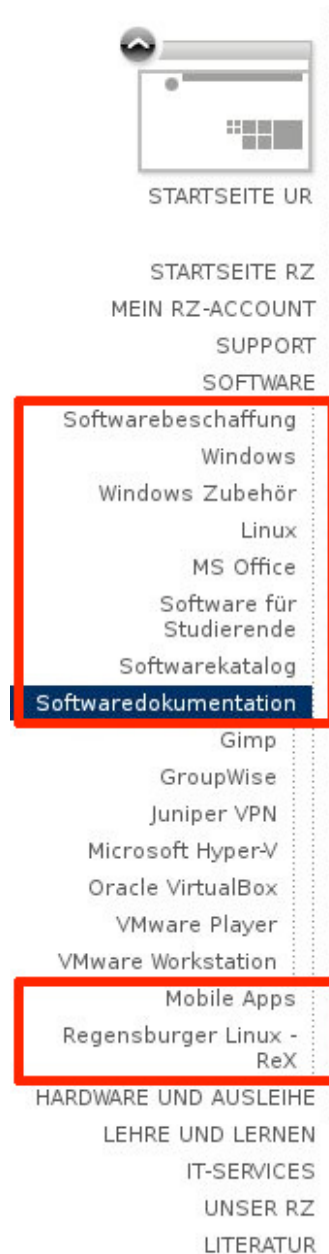 STARTSEITE UR
STARTSEITE RZ
MEIN RZ-ACCOUNT
SUPPORT
SOFTWARE
Softwarebeschaffung
Windows
Windows Zubehör
Linux
MS Office
Software für
Studierende
Softwarekatalog
Softwaredokumentation
Gimp
GroupWise
Juniper VPN
Microsoft Hyper-V
Oracle VirtualBox
VMware Player
VMware Workstation
Mobile Apps
Regensburger Linux -
ReX
HARDWARE UND AUSLEIHE
LEHRE UND LERNEN
IT-SERVICES
UNSER RZ
LITERATUR